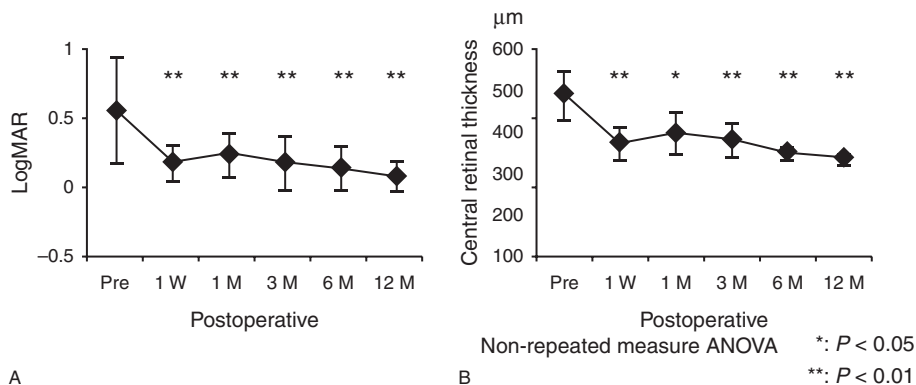 1
0.5
0
–0.5
LogMAR
** ** ** ** **
Pre 1 W 1 M 3 M 6 M 12 M
Postoperative
A
μm
600
500
400
300
200
100
Central retinal thickness
** * ** ** **
Pre 1 W 1 M 3 M 6 M 12 M
Postoperative
Non-repeated measure ANOVA *: P < 0.05
**: P < 0.01
B